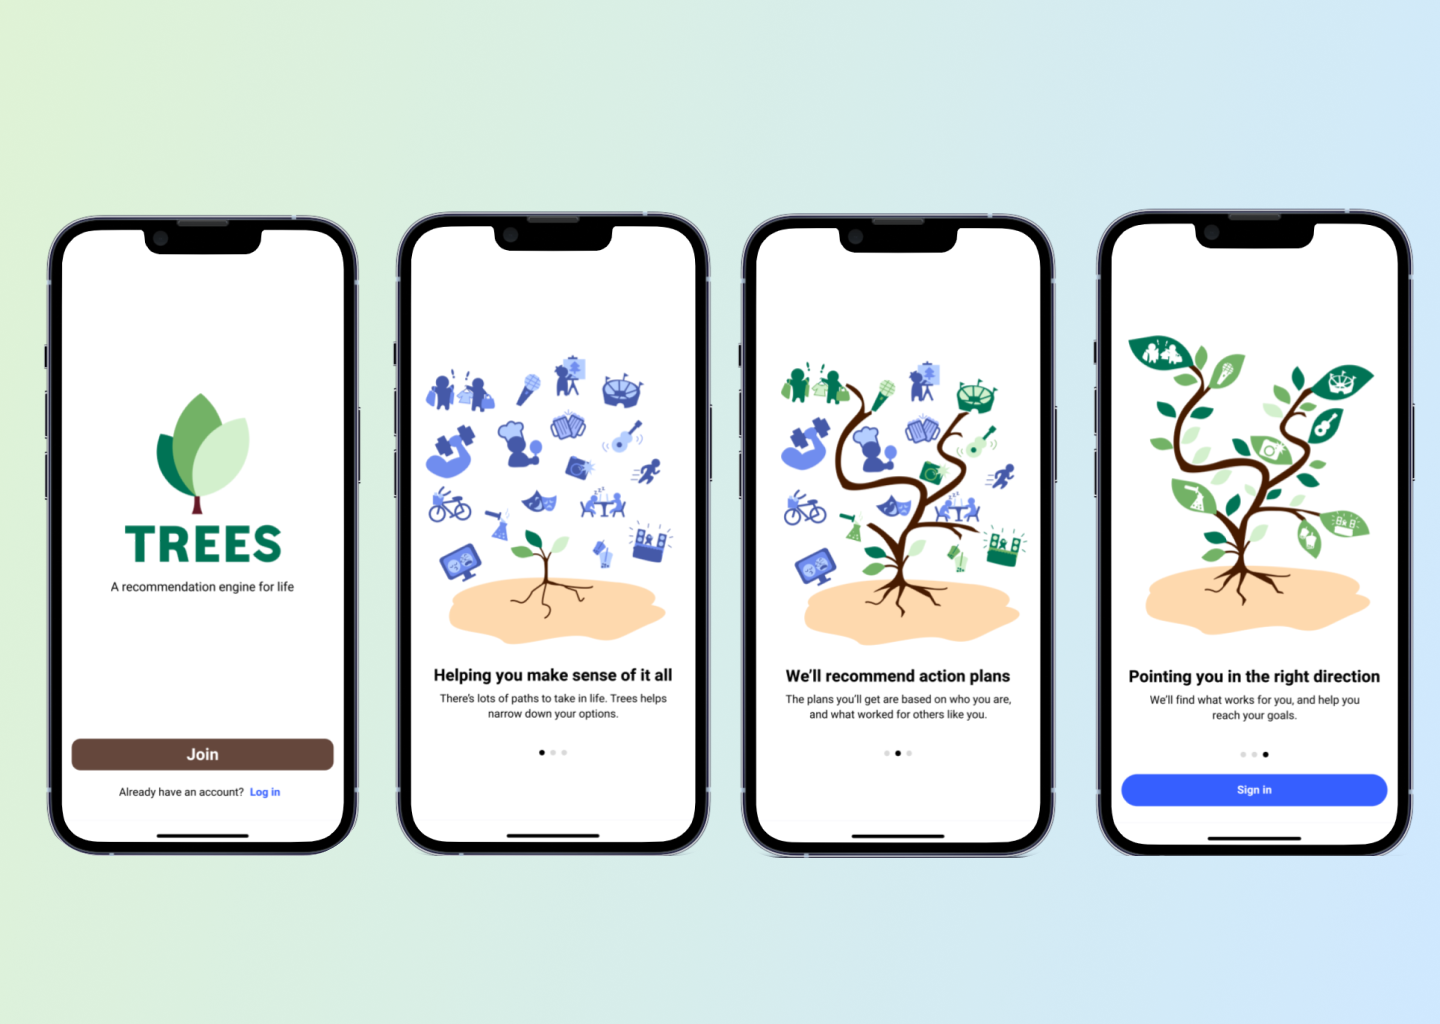 TREES
A recommendation engine for life
Join
Already have an account? Log in
Helping you make sense of it all
There's lots of paths to take in life. Trees helps
narrow down your options.
We'll recommend action plans
The plans you'll get are based on who you are,
and what worked for others like you.
Pointing you in the right direction
We'll find what works for you, and help you
reach your goals.
Sign in